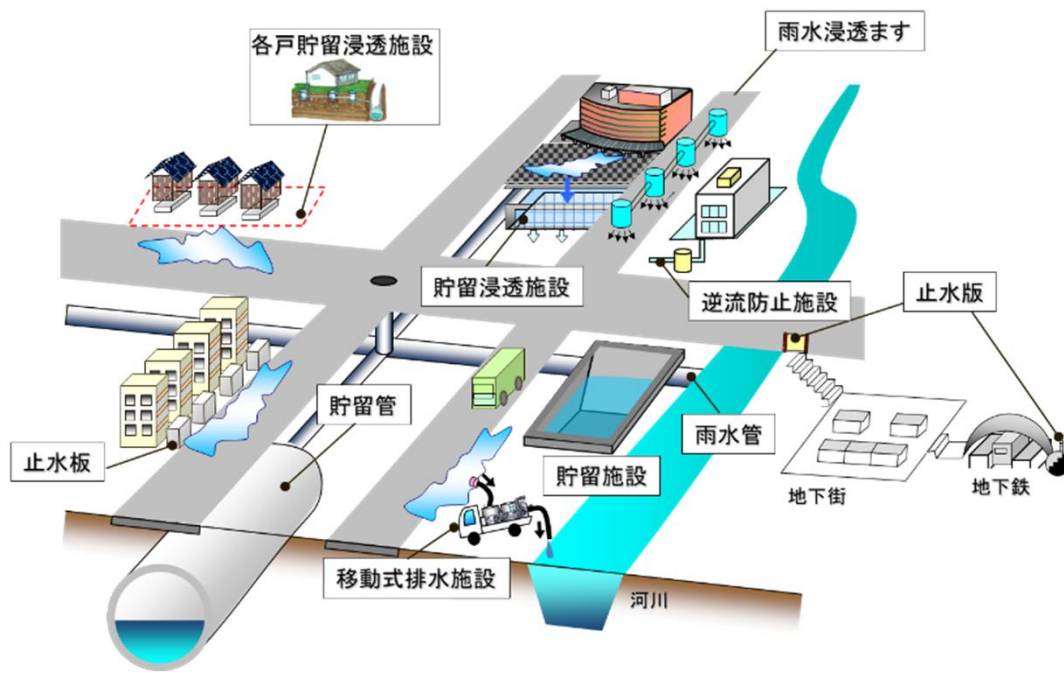 雨水浸透ます
各戸貯留浸透施設
貯留浸透施設
逆流防止施設
止水版
貯留管
雨水管
止水板
貯留施設
地下街
地下鉄
移動式排水施設
河川